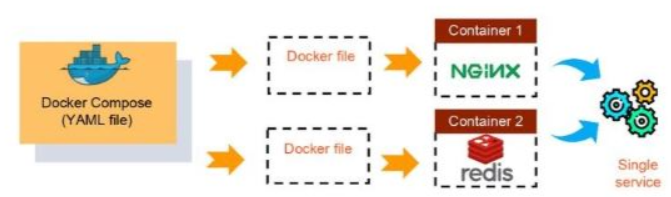 Docker Compose
(YAML file)
Docker file
Container 1
NGINX
Docker file
Container 2
redis
Single
service